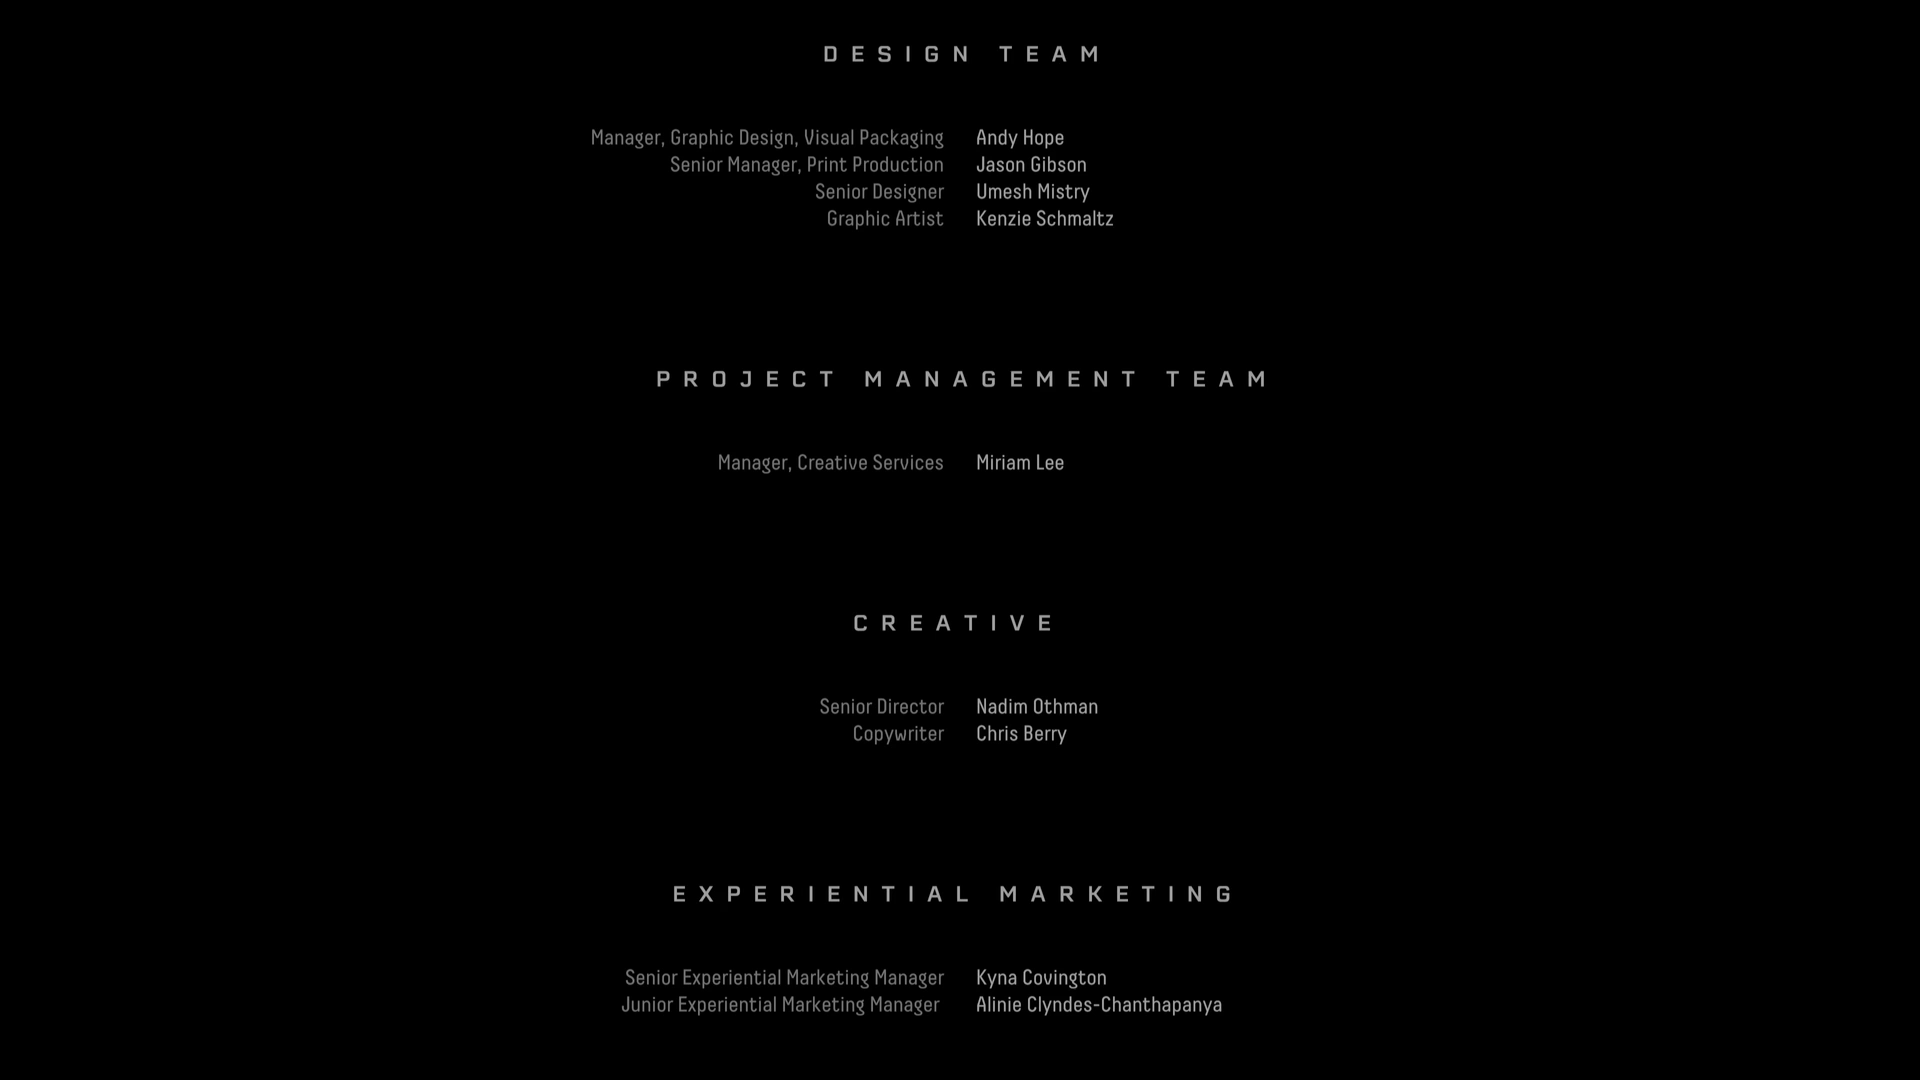 DESIGN TEAM
Manager, Graphic Design, Visual Packaging Andy Hope
Senior Manager, Print Production Jason Gibson
Senior Designer Umesh Mistry
Graphic Artist Kenzie Schmaltz
PROJECT MANAGEMENT TEAM
Manager, Creative Services Miriam Lee
CREATIVE
Senior Director Nadim Othman
Copywriter Chris Berry
EXPERIENTIAL MARKETING
Senior Experiential Marketing Manager Kyna Covington
Junior Experiential Marketing Manager Alinie Clyndes-Chanthapanya